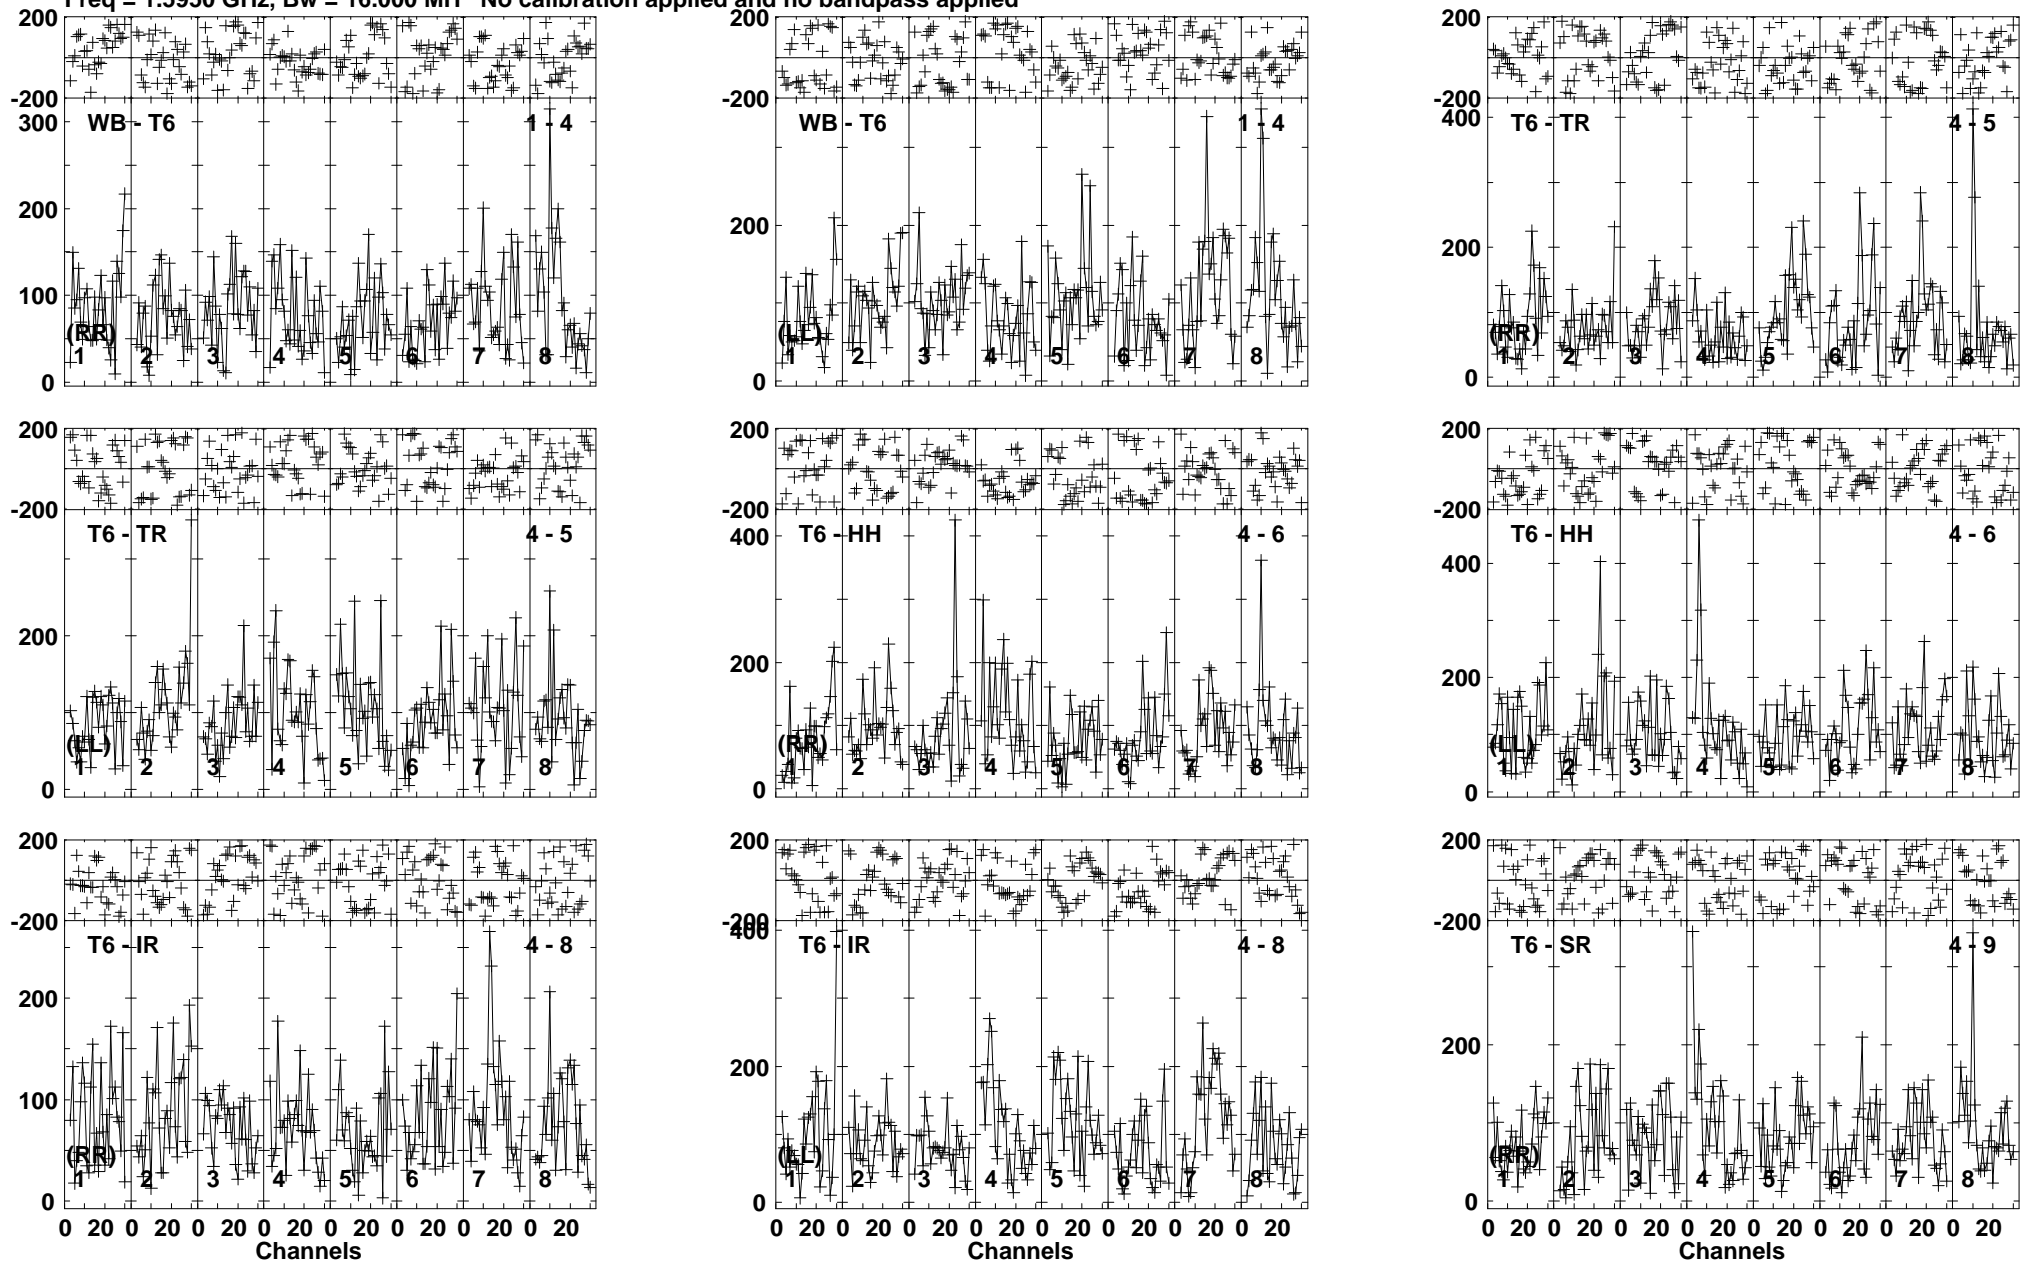 No calibration applied and no bandpass applied
200 200 200
-200 -200 -200
300 WB - T6 1 - 4 WB - T6 1 - 4 400 T6 - TR 4 - 5
200 200 200
100
(RR) (LL) (RR)
1 2 3 4 5 6 7 8 1 2 3 4 5 6 7 8 1 2 3 4 5 6 7 8
0 0 0
200 200 200
-200 -200 -200
T6 - TR 4 - 5 400 T6 - HH 4 - 6 400 T6 - HH 4 - 6
200 200 200
(LL) (RR) (LL)
1 2 3 4 5 6 7 8 1 2 3 4 5 6 7 8 1 2 3 4 5 6 7 8
0 0 0
200 200 200
-200 -200 -200
T6 - IR 4 - 8 400 T6 - IR 4 - 8 T6 - SR 4 - 9
200 200 200
100
(RR) (LL) (RR)
1 2 3 4 5 6 7 8 1 2 3 4 5 6 7 8 1 2 3 4 5 6 7 8
0 0 0
0 20 0 20 0 20 0 20 0 20 0 20 0 20 0 20 0 20 0 20 0 20 0 20 0 20 0 20 0 20 0 20 0 20 0 20 0 20 0 20 0 20 0 20 0 20 0 20
Channels Channels